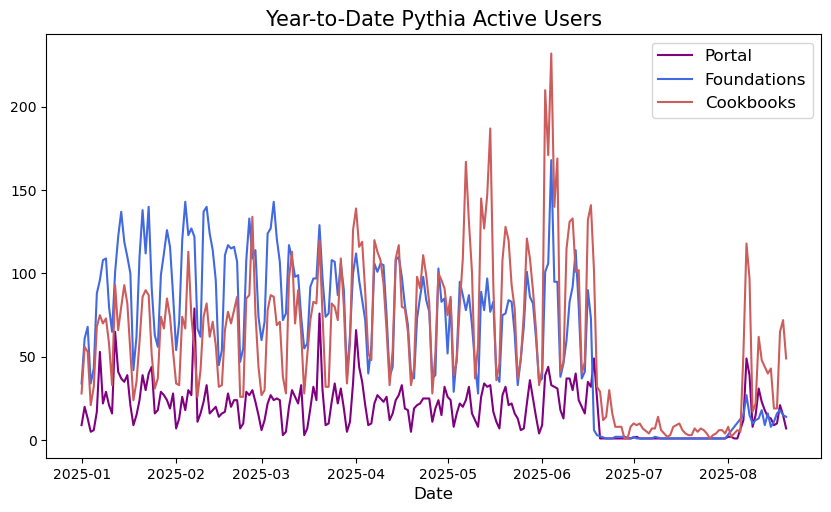 Year-to-Date Pythia Active Users
Portal
Foundations
Cookbooks
200
150
100
50
0
2025-01 2025-02 2025-03 2025-04 2025-05 2025-06 2025-07 2025-08
Date